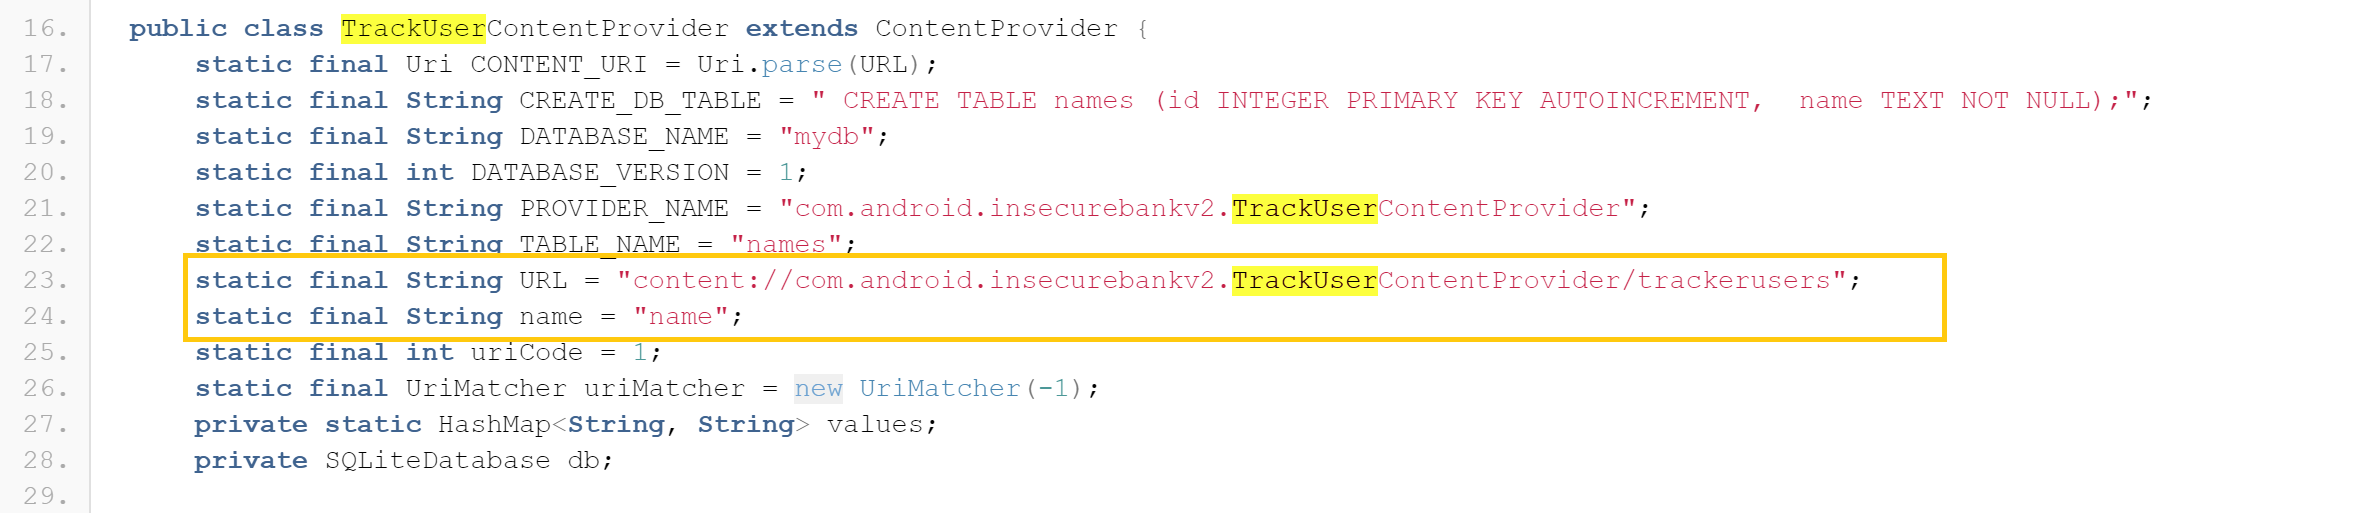 16. public class TrackUserContentProvider extends ContentProvider {
17. static final Uri CONTENT_URI = Uri.parse(URL);
18. static final String CREATE_DB_TABLE = " CREATE TABLE names (id INTEGER PRIMARY KEY AUTOINCREMENT,  name TEXT NOT NULL);";
19. static final String DATABASE_NAME = "mydb";
20. static final int DATABASE_VERSION = 1;
21. static final String PROVIDER_NAME = "com.android.insecurebankv2.TrackUserContentProvider";
22. static final String TABLE_NAME = "names";
23. static final String URL = "content://com.android.insecurebankv2.TrackUserContentProvider/trackerusers";
24. static final String name = "name";
25. static final int uriCode = 1;
26. static final UriMatcher uriMatcher = new UriMatcher(-1);
27. private static HashMap<String, String> values;
28. private SQLiteDatabase db;
29.